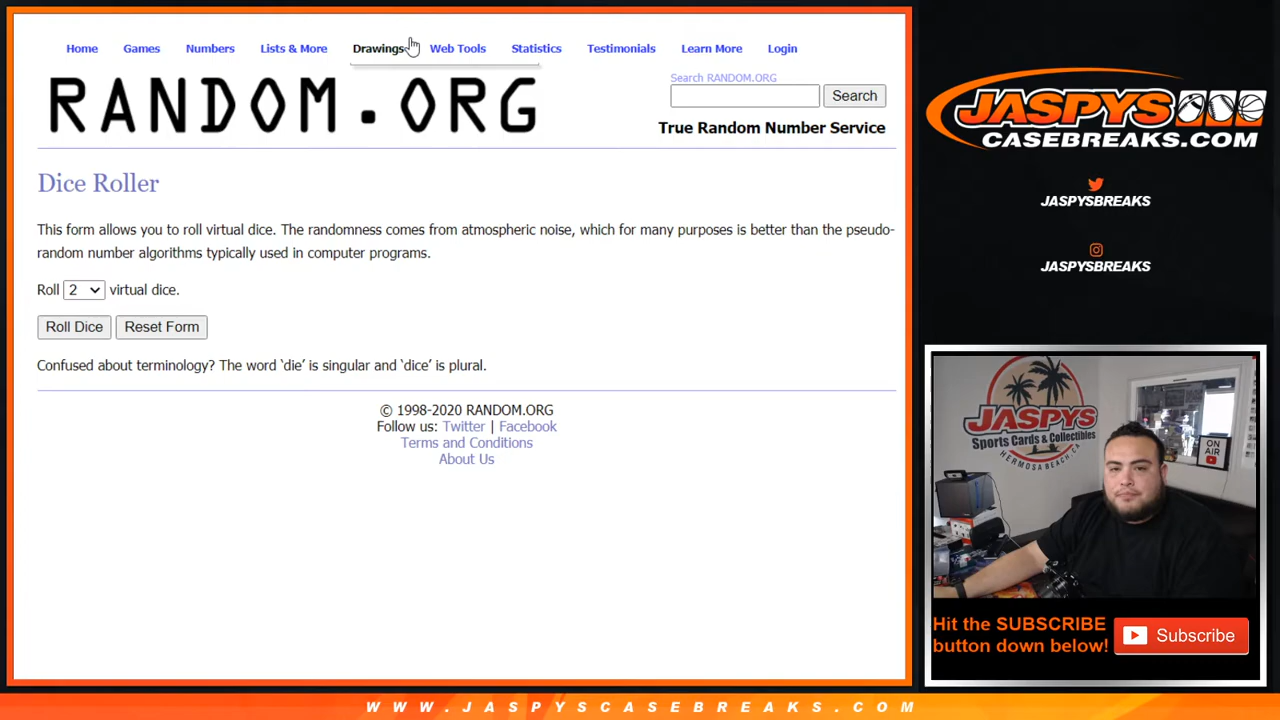 Home Games Numbers Lists & More Drawings Web Tools Statistics Testimonials Learn More Login
RANDOM.ORG
Search RANDOM.ORG
Search
True Random Number Service
Dice Roller
This form allows you to roll virtual dice. The randomness comes from atmospheric noise, which for many purposes is better than the pseudo-
random number algorithms typically used in computer programs.
Roll 2 virtual dice.
Roll Dice Reset Form
Confused about terminology? The word ‘die’ is singular and ‘dice’ is plural.
© 1998-2020 RANDOM.ORG
Follow us: Twitter | Facebook
Terms and Conditions
About Us
JASPYS
CASEBREAKS.COM
JASPYSBREAKS
JASPYSBREAKS
JASPYS
Sports Cards & Collectibles
HERMOSA BEACH, CA
ON
AIR
Hit the SUBSCRIBE
button down below!
Subscribe
WWW.JASPYSCASEBREAKS.COM